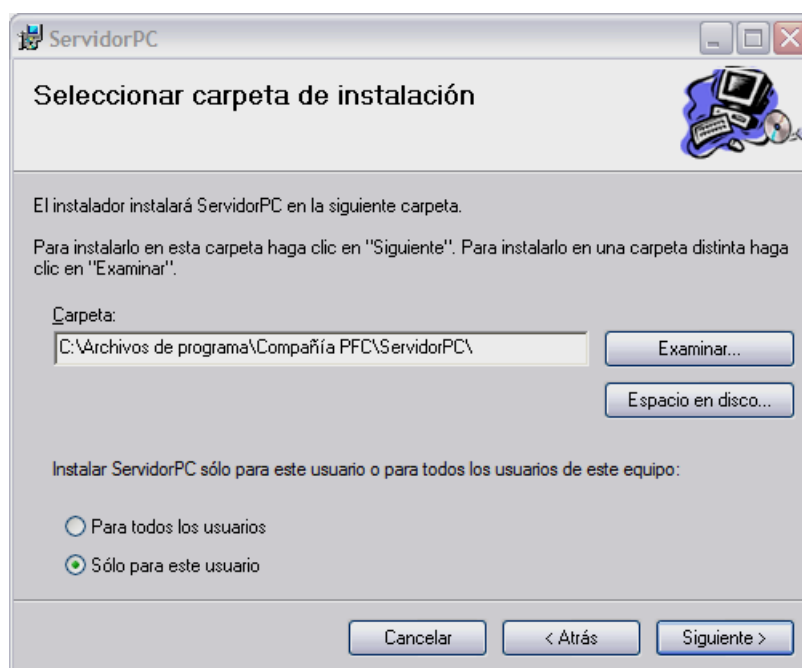 ServidorPC
Seleccionar carpeta de instalación
El instalador instalará ServidorPC en la siguiente carpeta.
Para instalarlo en esta carpeta haga clic en "Siguiente". Para instalarlo en una carpeta distinta haga
clic en "Examinar".
Carpeta:
C:\Archivos de programa\Compañía PFC\ServidorPC\
Examinar...
Espacio en disco...
Instalar ServidorPC sólo para este usuario o para todos los usuarios de este equipo:
Para todos los usuarios
Sólo para este usuario
Cancelar
< Atrás
Siguiente >